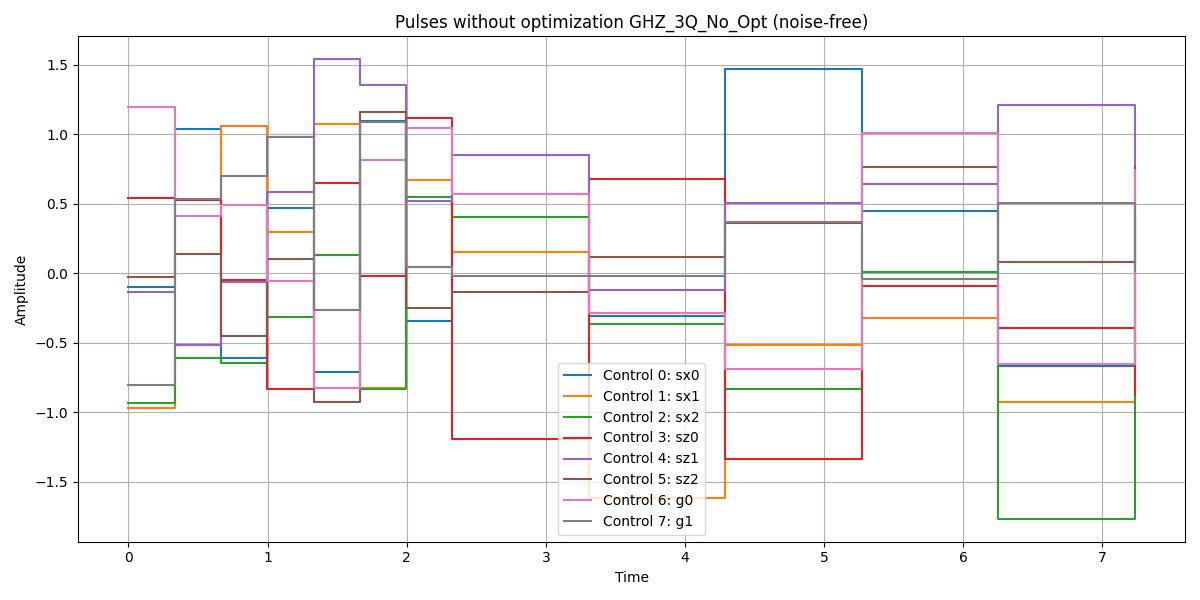 Pulses without optimization GHZ_3Q_No_Opt (noise-free)
Amplitude
1.5
1.0
0.5
0.0
−0.5
−1.0
−1.5
Control 0: sx0
Control 1: sx1
Control 2: sx2
Control 3: sz0
Control 4: sz1
Control 5: sz2
Control 6: g0
Control 7: g1
0 1 2 3 4 5 6 7
Time